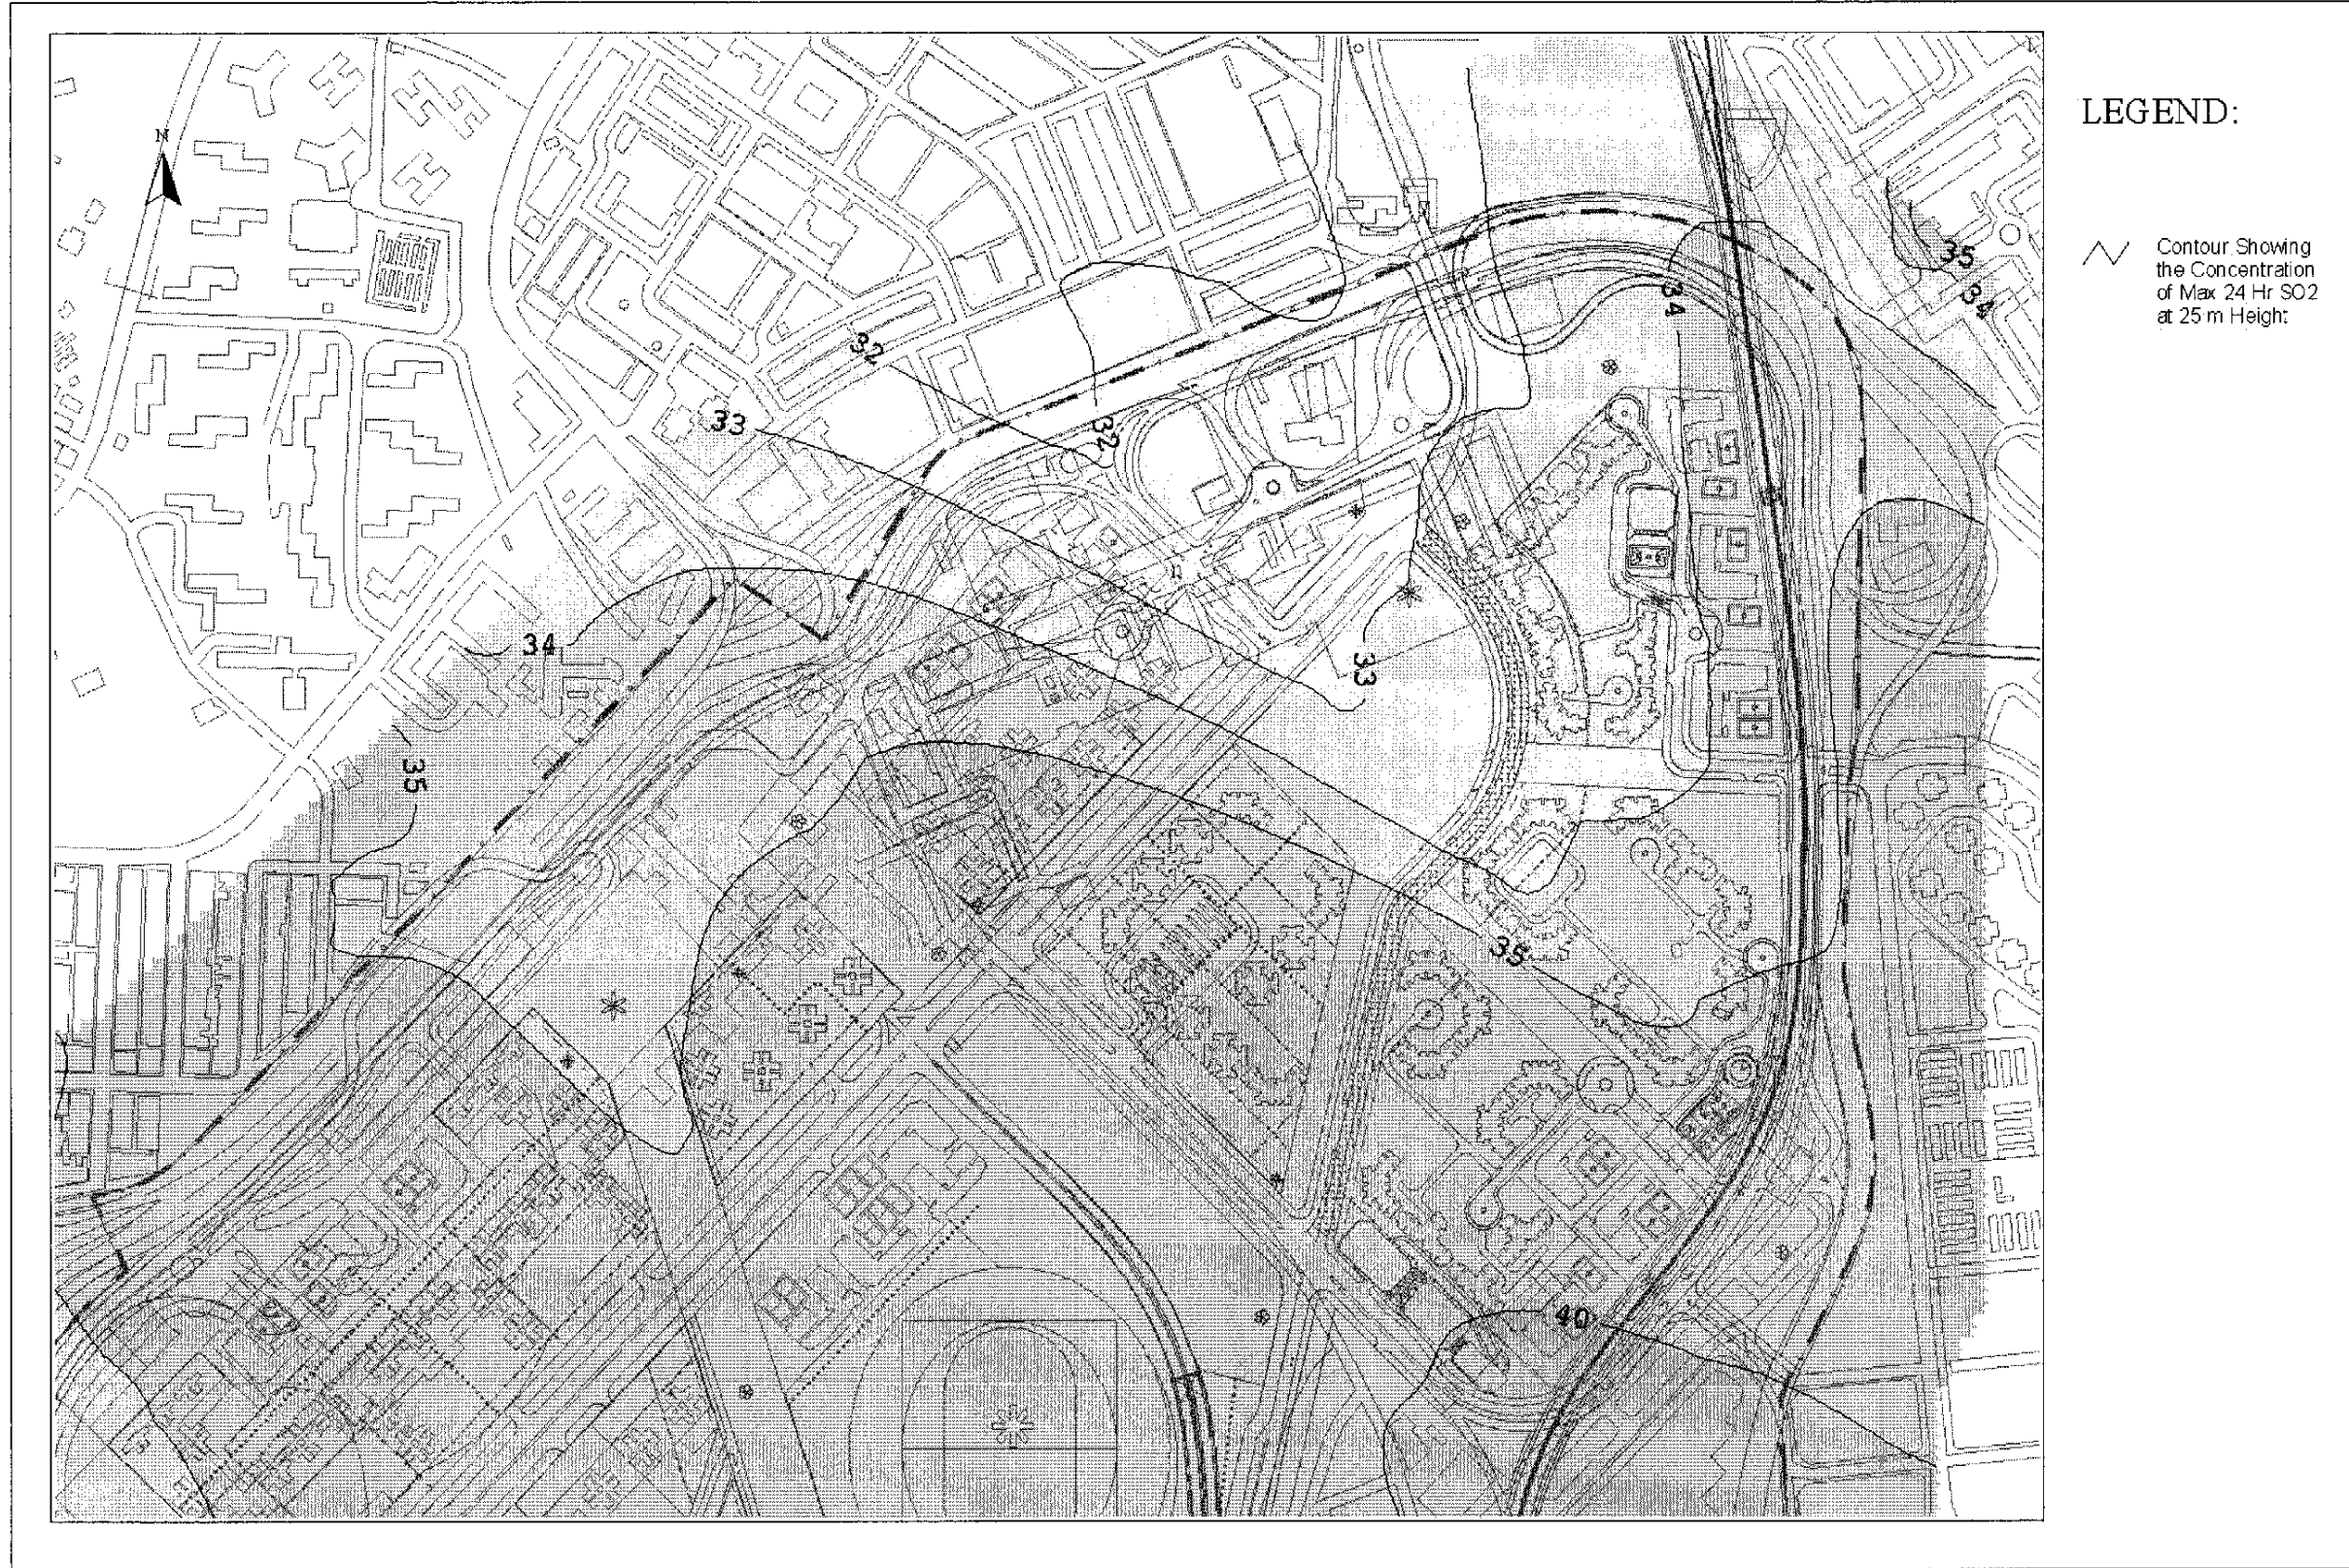 N
LEGEND:
Contour Showing
the Concentration
of Max 24 Hr SO2
at 25 m Height
35
34
34
32
33
32
34
33
35
35
40